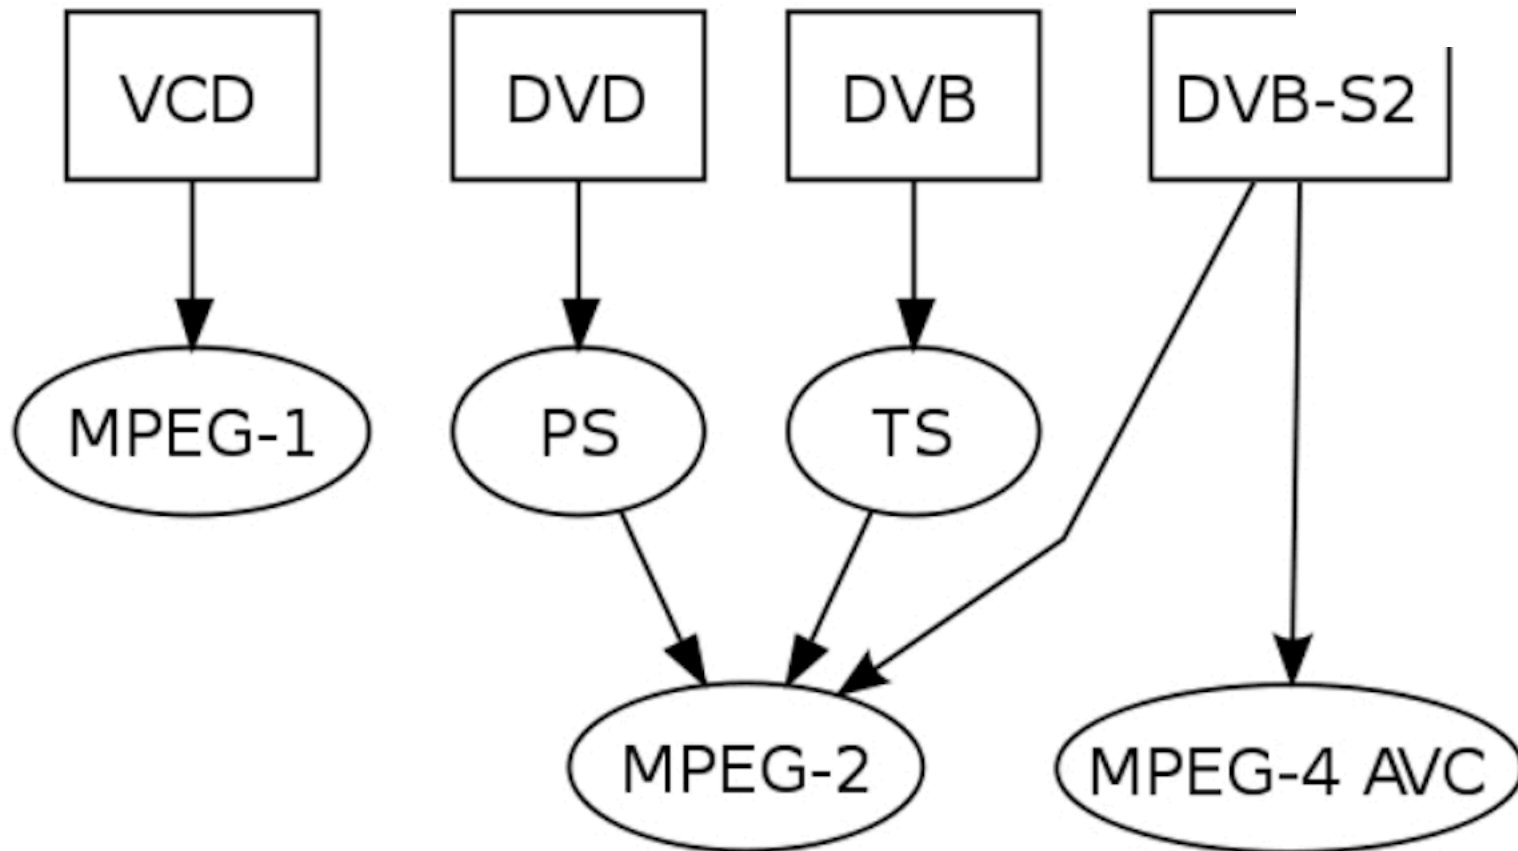 VCD
DVD
DVB
DVB-S2
MPEG-1
PS
TS
MPEG-2
MPEG-4 AVC